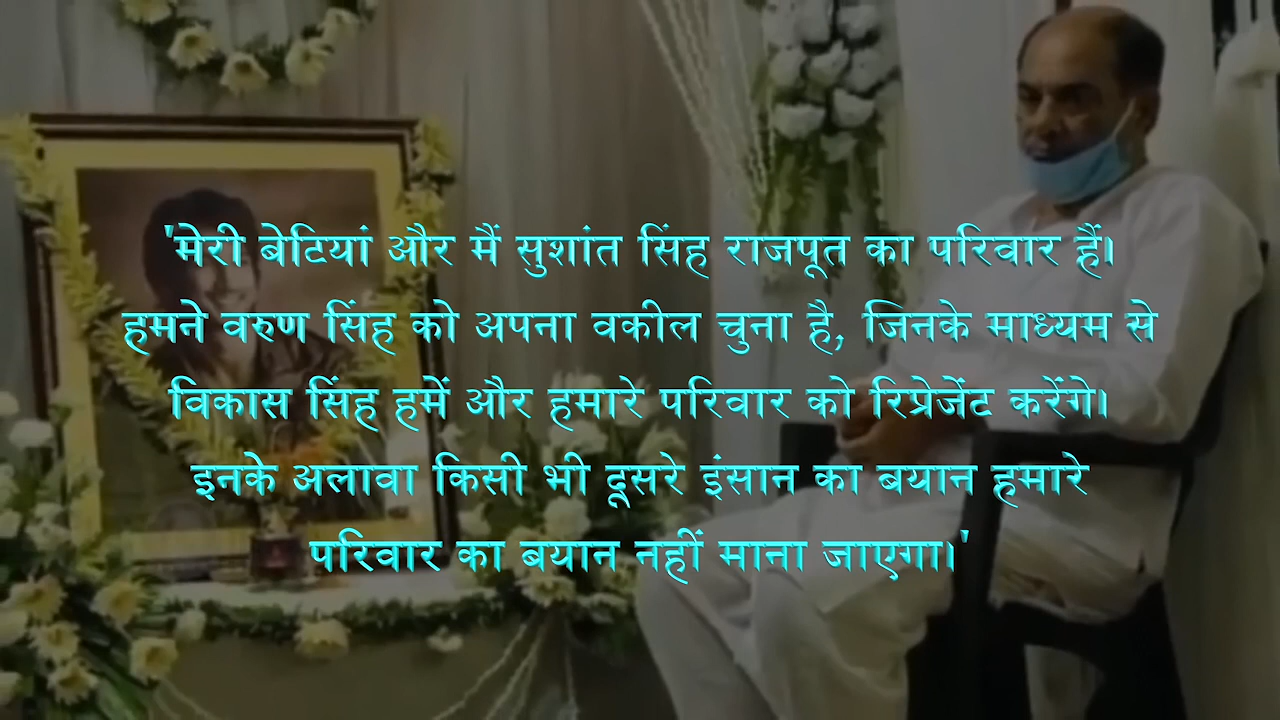 'मेरी बेटियां और मैं सुशांत सिंह राजपूत का परिवार हैं।
हमने वरुण सिंह को अपना वकील चुना है, जिनके माध्यम से
विकास सिंह हमें और हमारे परिवार को रिप्रेजेंट करेंगे।
इनके अलावा किसी भी दूसरे इंसान का बयान हमारे
परिवार का बयान नहीं माना जाएगा।'